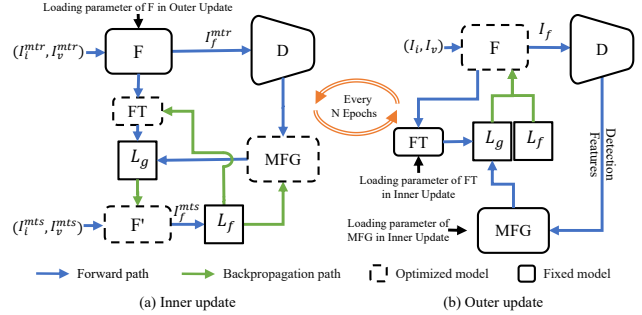 Loading parameter of F in Outer Update
(I_i^{mtr}, I_v^{mtr})
F
I_f^{mtr}
D
FT
L_g
MFG
(I_i^{mts}, I_v^{mts})
F'
I_f^{mts}
L_f
Every
N Epochs
(I_i, I_v)
F
I_f
D
FT
L_g
L_f
Detection
Features
Loading parameter of FT
in Inner Update
Loading parameter of
MFG in Inner Update
MFG
Forward path
Backpropagation path
Optimized model
Fixed model
(a) Inner update
(b) Outer update